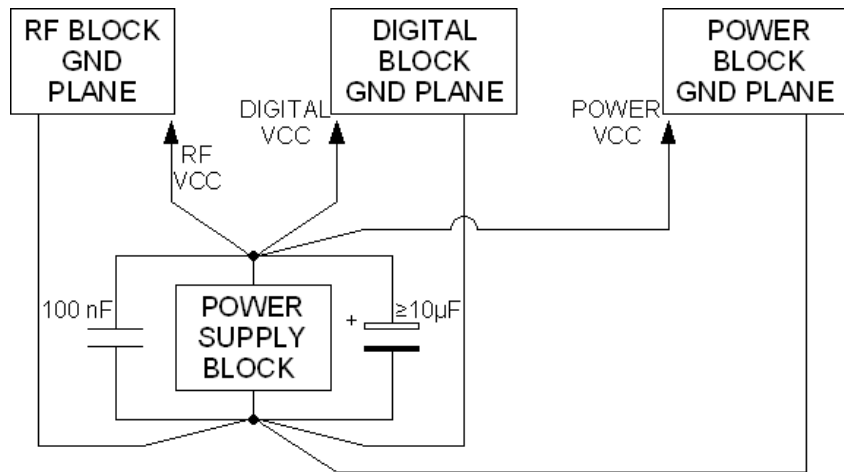 RF BLOCK
GND
PLANE
DIGITAL
BLOCK
GND PLANE
POWER
BLOCK
GND PLANE
DIGITAL
VCC
POWER
VCC
RF
VCC
100 nF
POWER
SUPPLY
BLOCK
+
≥10µF